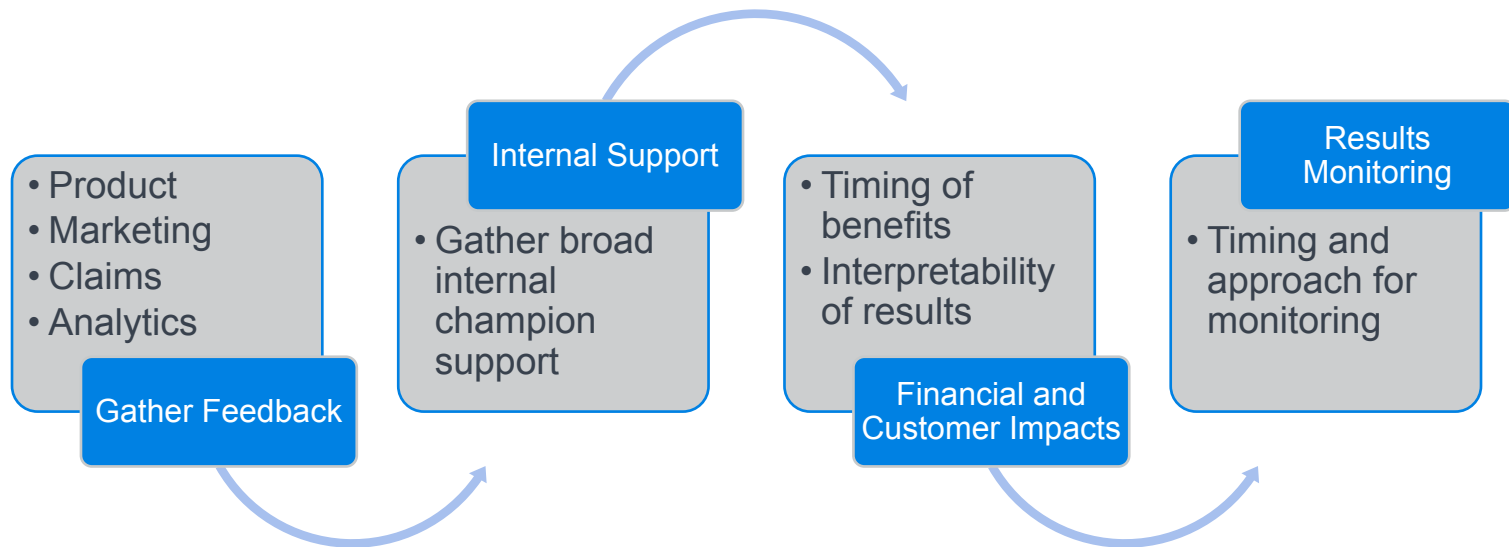 • Product
• Marketing
• Claims
• Analytics
Gather Feedback
Internal Support
• Gather broad
internal
champion
support
• Timing of
benefits
• Interpretability
of results
Financial and
Customer Impacts
Results
Monitoring
• Timing and
approach for
monitoring